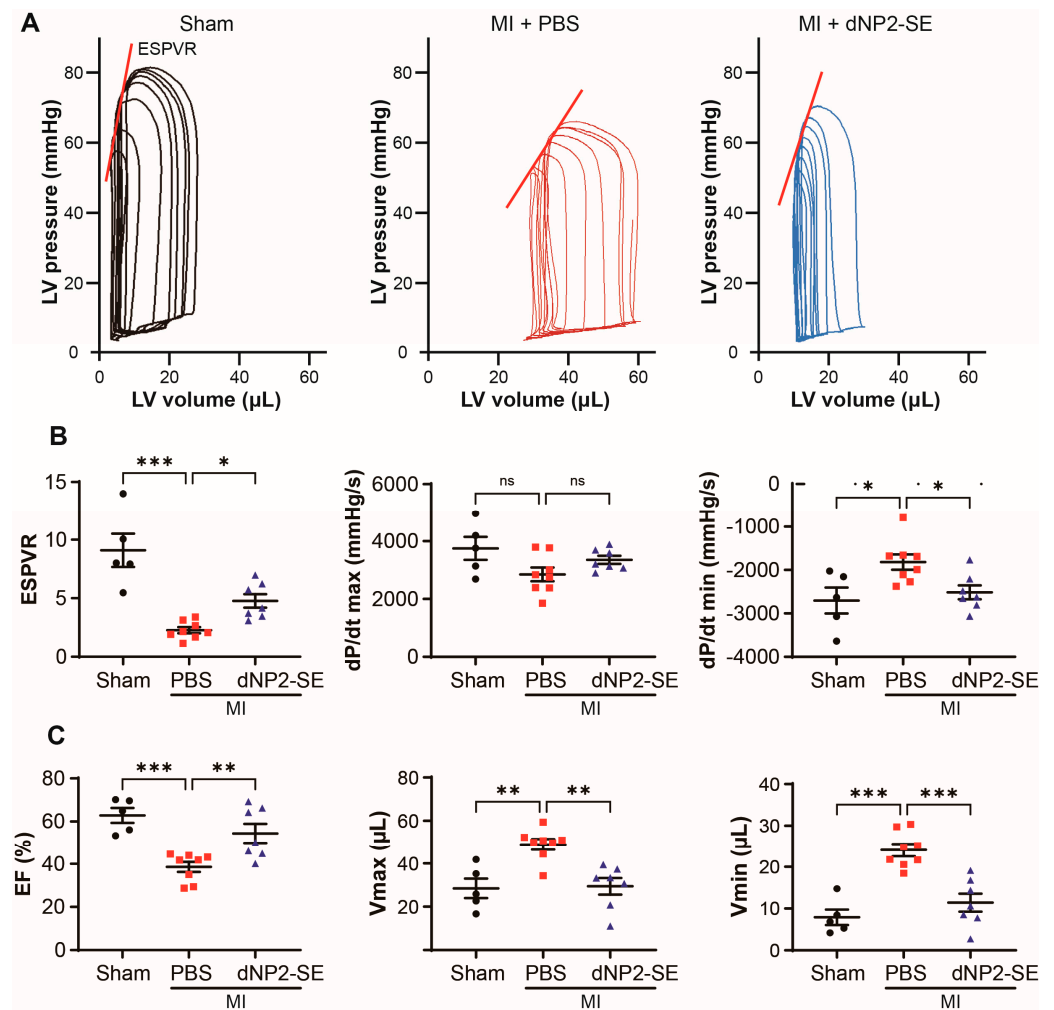 A
Sham
MI + PBS
MI + dNP2-SE
ESPVR
LV pressure (mmHg)
80
60
40
20
0
0 20 40 60
LV volume (µL)
LV pressure (mmHg)
80
60
40
20
0
0 20 40 60
LV volume (µL)
LV pressure (mmHg)
80
60
40
20
0
0 20 40 60
LV volume (µL)
B
ESPVR
15
10
5
0
*** *
Sham PBS dNP2-SE
MI
dP/dt max (mmHg/s)
6000
4000
2000
0
ns ns
Sham PBS dNP2-SE
MI
dP/dt min (mmHg/s)
0
-1000
-2000
-3000
-4000
* *
Sham PBS dNP2-SE
MI
C
EF (%)
80
60
40
20
0
*** **
Sham PBS dNP2-SE
MI
Vmax (µL)
80
60
40
20
** **
Sham PBS dNP2-SE
MI
Vmin (µL)
40
30
20
10
0
*** ***
Sham PBS dNP2-SE
MI